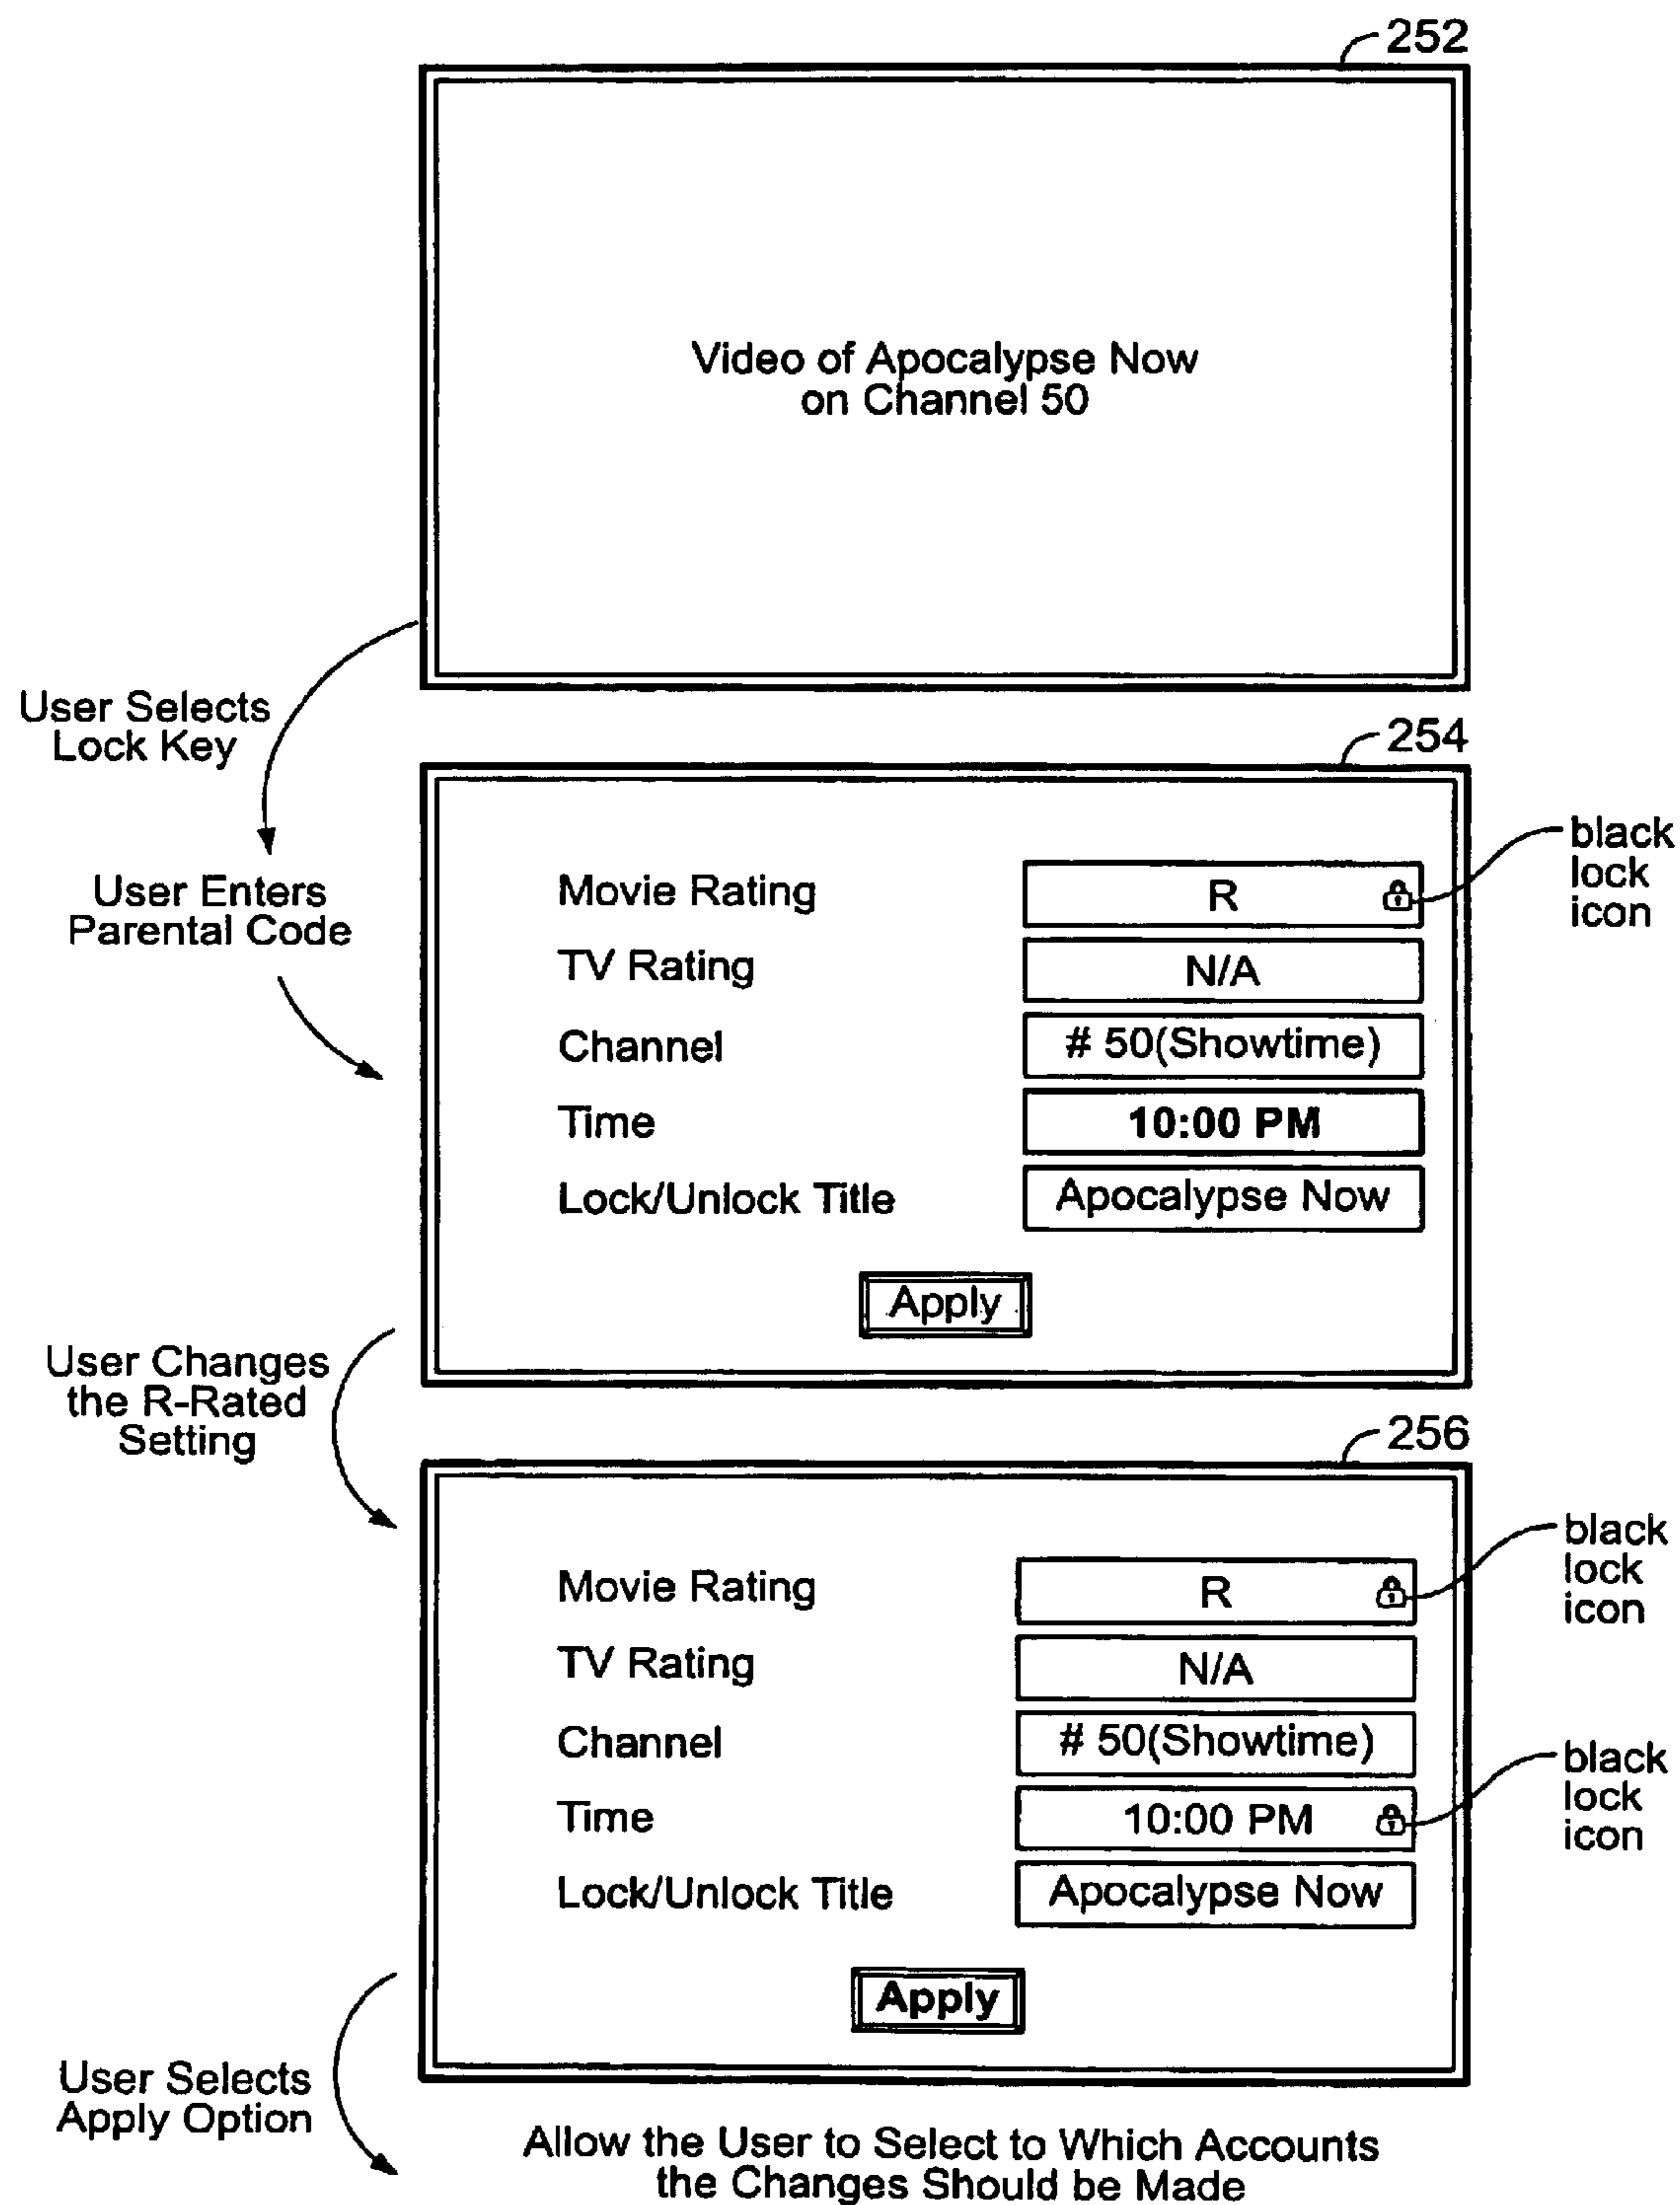 252
Video of Apocalypse Now
on Channel 50
User Selects
Lock Key
254
User Enters
Parental Code
Movie Rating
R
black
lock
icon
TV Rating
N/A
Channel
# 50(Showtime)
Time
10:00 PM
Lock/Unlock Title
Apocalypse Now
Apply
User Changes
the R-Rated
Setting
256
Movie Rating
R
black
lock
icon
TV Rating
N/A
Channel
# 50(Showtime)
Time
10:00 PM
black
lock
icon
Lock/Unlock Title
Apocalypse Now
Apply
User Selects
Apply Option
Allow the User to Select to Which Accounts
the Changes Should be Made